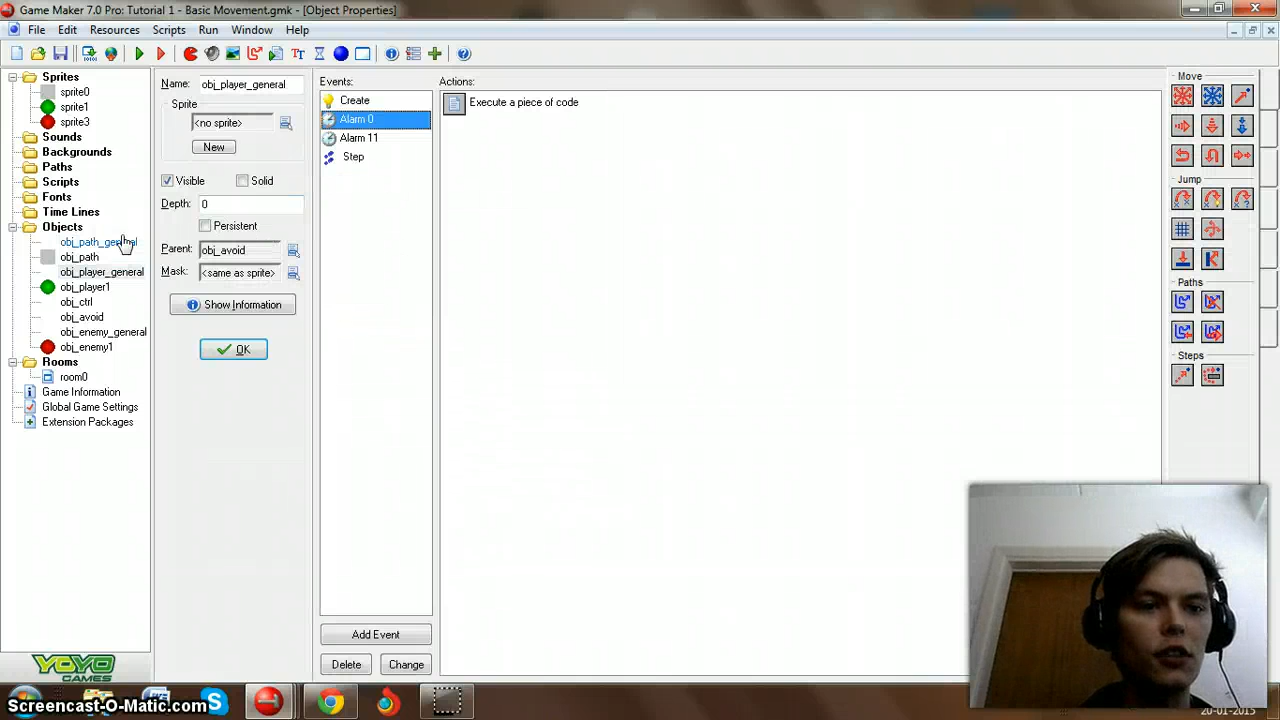 Game Maker 7.0 Pro: Tutorial 1 - Basic Movement.gmk - [Object Properties]
File Edit Resources Scripts Run Window Help
Sprites
sprite0
sprite1
sprite3
Sounds
Backgrounds
Paths
Scripts
Fonts
Time Lines
Objects
obj_path_general
obj_path
obj_player_general
obj_player1
obj_ctrl
obj_avoid
obj_enemy_general
obj_enemy1
Rooms
room0
Game Information
Global Game Settings
Extension Packages
YOYO
GAMES
Name: obj_player_general
Sprite
<no sprite>
New
Visible Solid
Depth: 0
Persistent
Parent: obj_avoid
Mask: <same as sprite>
Show Information
OK
Events:
Create
Alarm 0
Alarm 11
Step
Add Event
Delete Change
Actions:
Execute a piece of code
Move
Jump
Paths
Steps
Screencast-O-Matic.com
20-01-2015